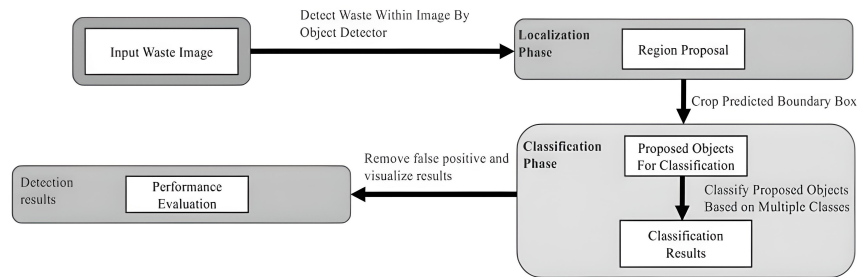 Input Waste Image
Detect Waste Within Image By
Object Detector
Localization
Phase
Region Proposal
Crop Predicted Boundary Box
Classification
Phase
Proposed Objects
For Classification
Classify Proposed Objects
Based on Multiple Classes
Classification
Results
Remove false positive and
visualize results
Detection
results
Performance
Evaluation